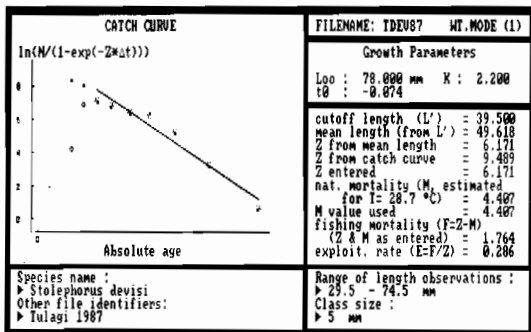 CATCH CURVE
ln(N/(1-exp(-Z*Δt)))
8
6
4
2
0
0
Absolute age
FILENAME: TDEV87 WT.MODE (1)
Growth Parameters
Loo : 78.000 mm K : 2.200
t0 : -0.074
cutoff length (L') = 39.500
mean length (from L') = 49.618
Z from mean length = 6.171
Z from catch curve = 9.489
Z entered = 6.171
nat. mortality (M, estimated
for T= 28.7 °C) = 4.407
M value used = 4.407
fishing mortality (F=Z-M)
(Z & M as entered) = 1.764
exploit. rate (E=F/Z) = 0.286
Species name :
▶ Stolephorus devisi
Other file identifiers:
▶ Tulagi 1987
Range of length observations :
▶ 29.5 - 74.5 mm
Class size :
▶ 5 mm